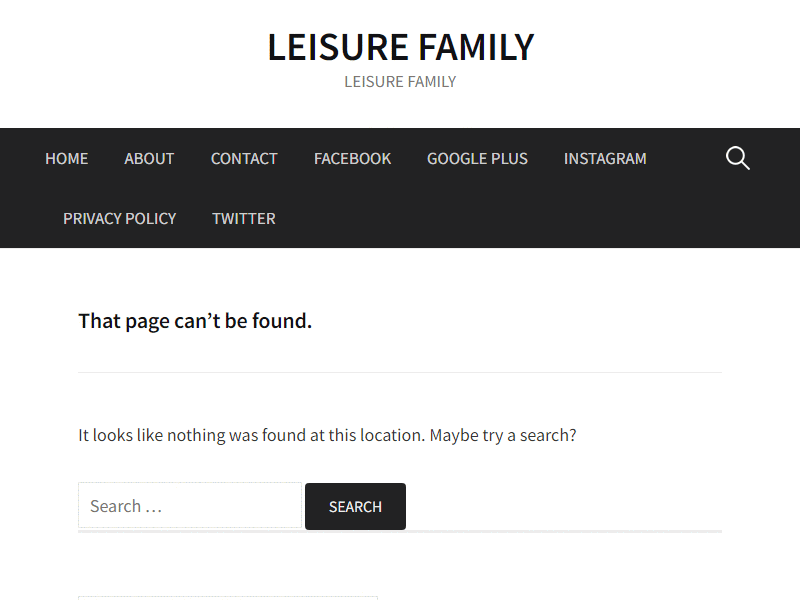 LEISURE FAMILY
LEISURE FAMILY
HOME ABOUT CONTACT FACEBOOK GOOGLE PLUS INSTAGRAM
PRIVACY POLICY TWITTER
That page can’t be found.
It looks like nothing was found at this location. Maybe try a search?
Search … SEARCH